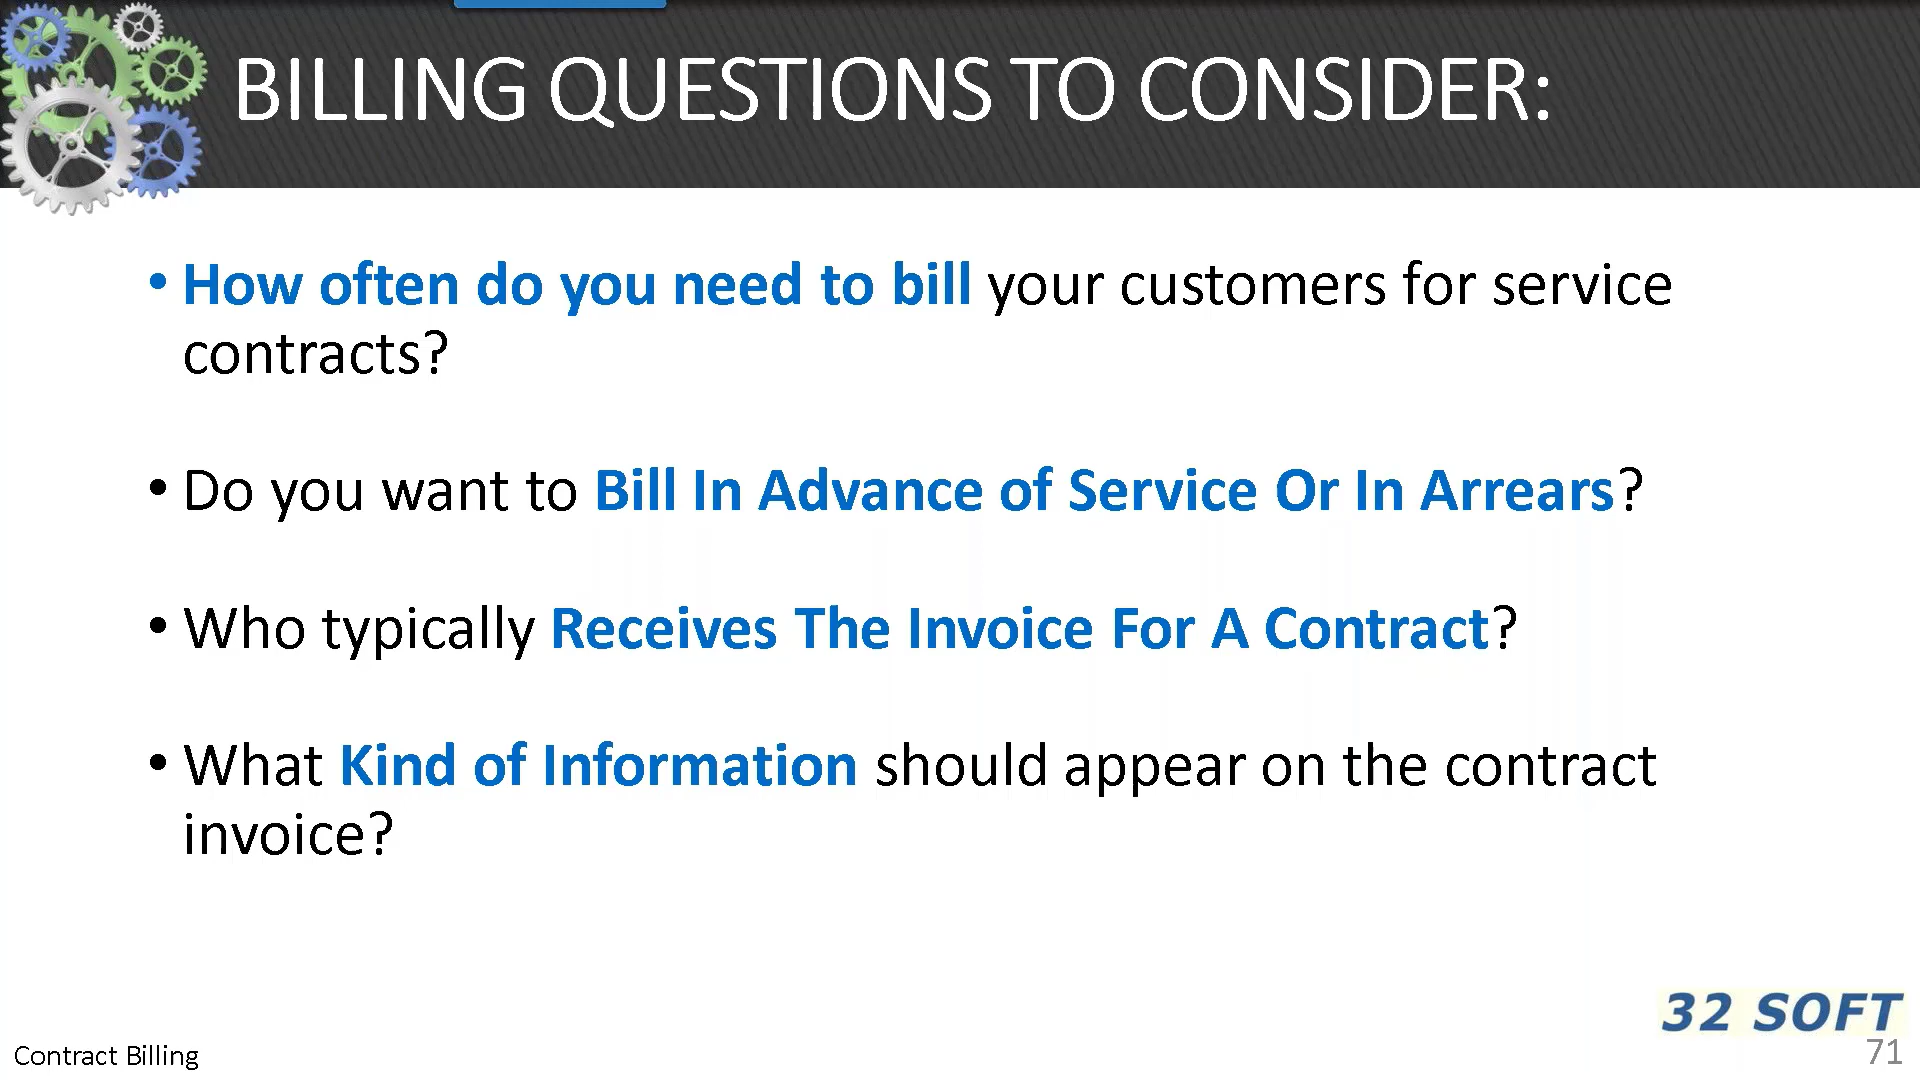 BILLING QUESTIONS TO CONSIDER:
• How often do you need to bill your customers for service
contracts?
• Do you want to Bill In Advance of Service Or In Arrears?
• Who typically Receives The Invoice For A Contract?
• What Kind of Information should appear on the contract
invoice?
32 SOFT
Contract Billing
71